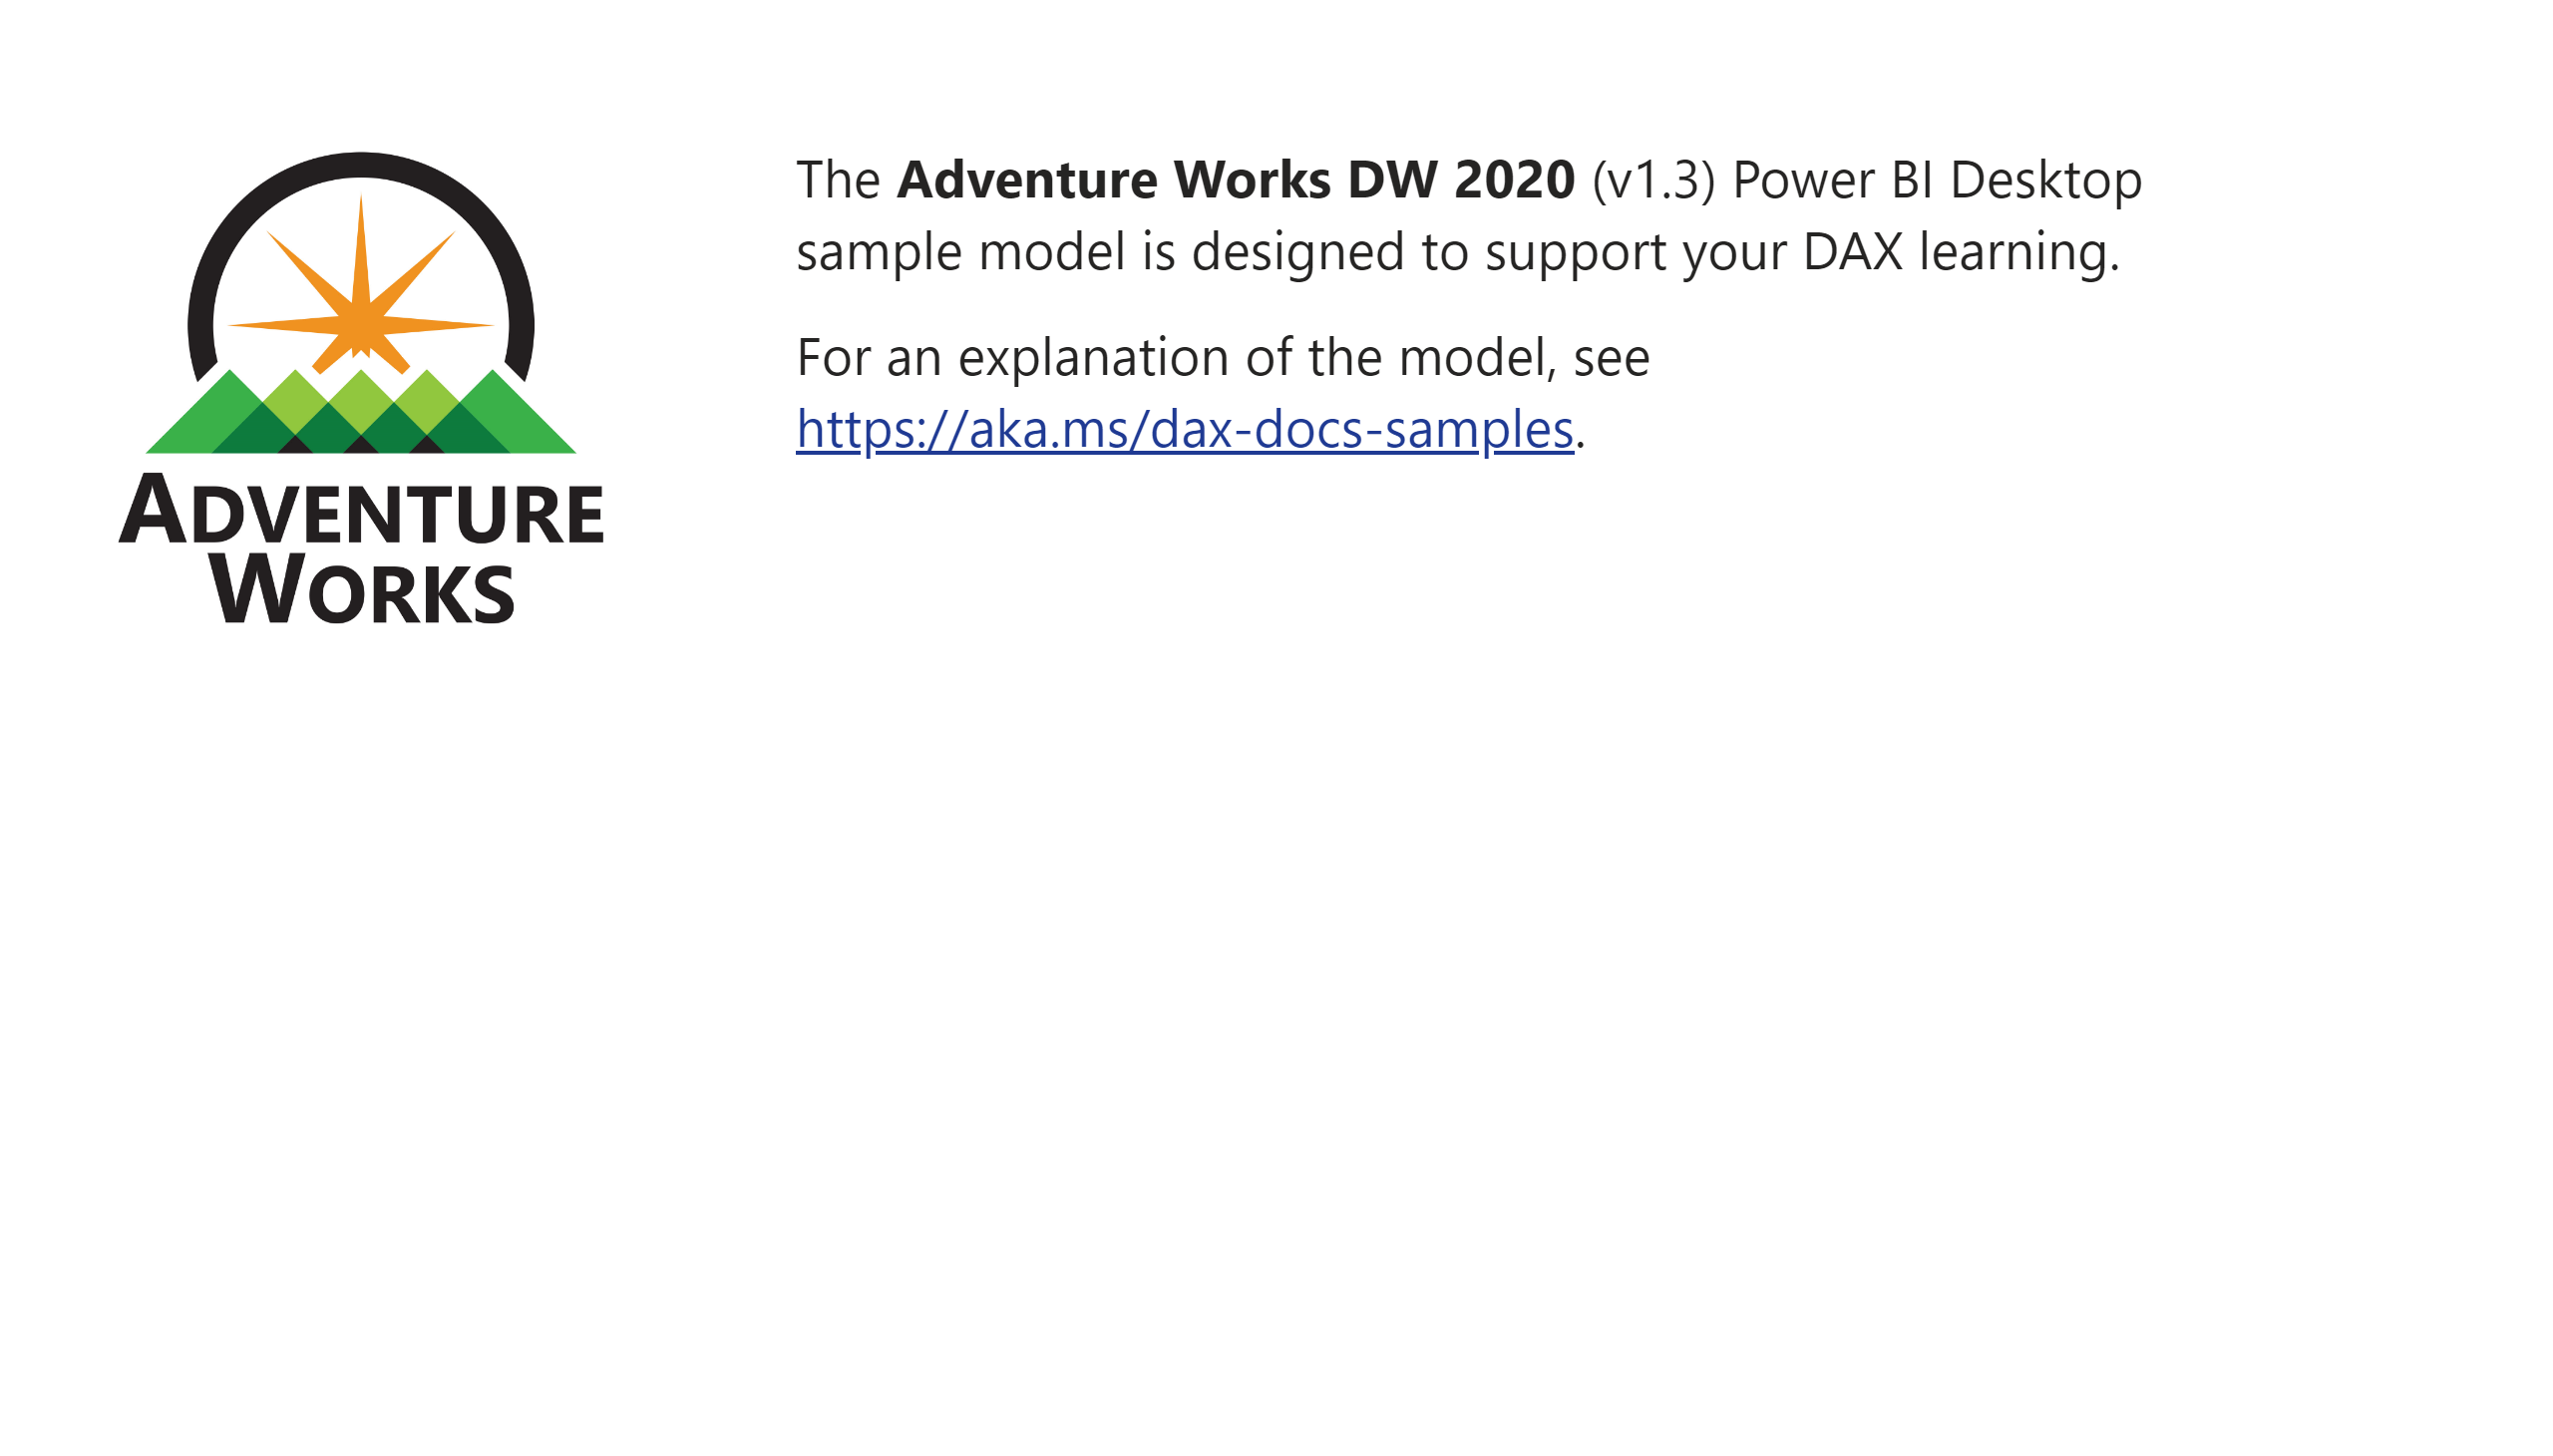 ADVENTURE
WORKS
The Adventure Works DW 2020 (v1.3) Power BI Desktop
sample model is designed to support your DAX learning.
For an explanation of the model, see
https://aka.ms/dax-docs-samples.